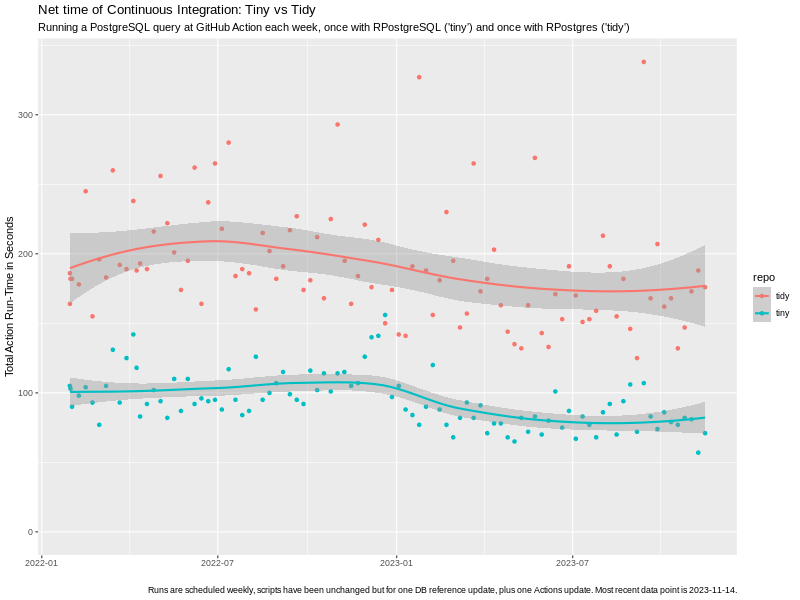 Net time of Continuous Integration: Tiny vs Tidy
Running a PostgreSQL query at GitHub Action each week, once with RPostgreSQL ('tiny') and once with RPostgres ('tidy')
Total Action Run-Time in Seconds
300
200
100
0
2022-01
2022-07
2023-01
2023-07
repo
tidy
tiny
Runs are scheduled weekly, scripts have been unchanged but for one DB reference update, plus one Actions update. Most recent data point is 2023-11-14.